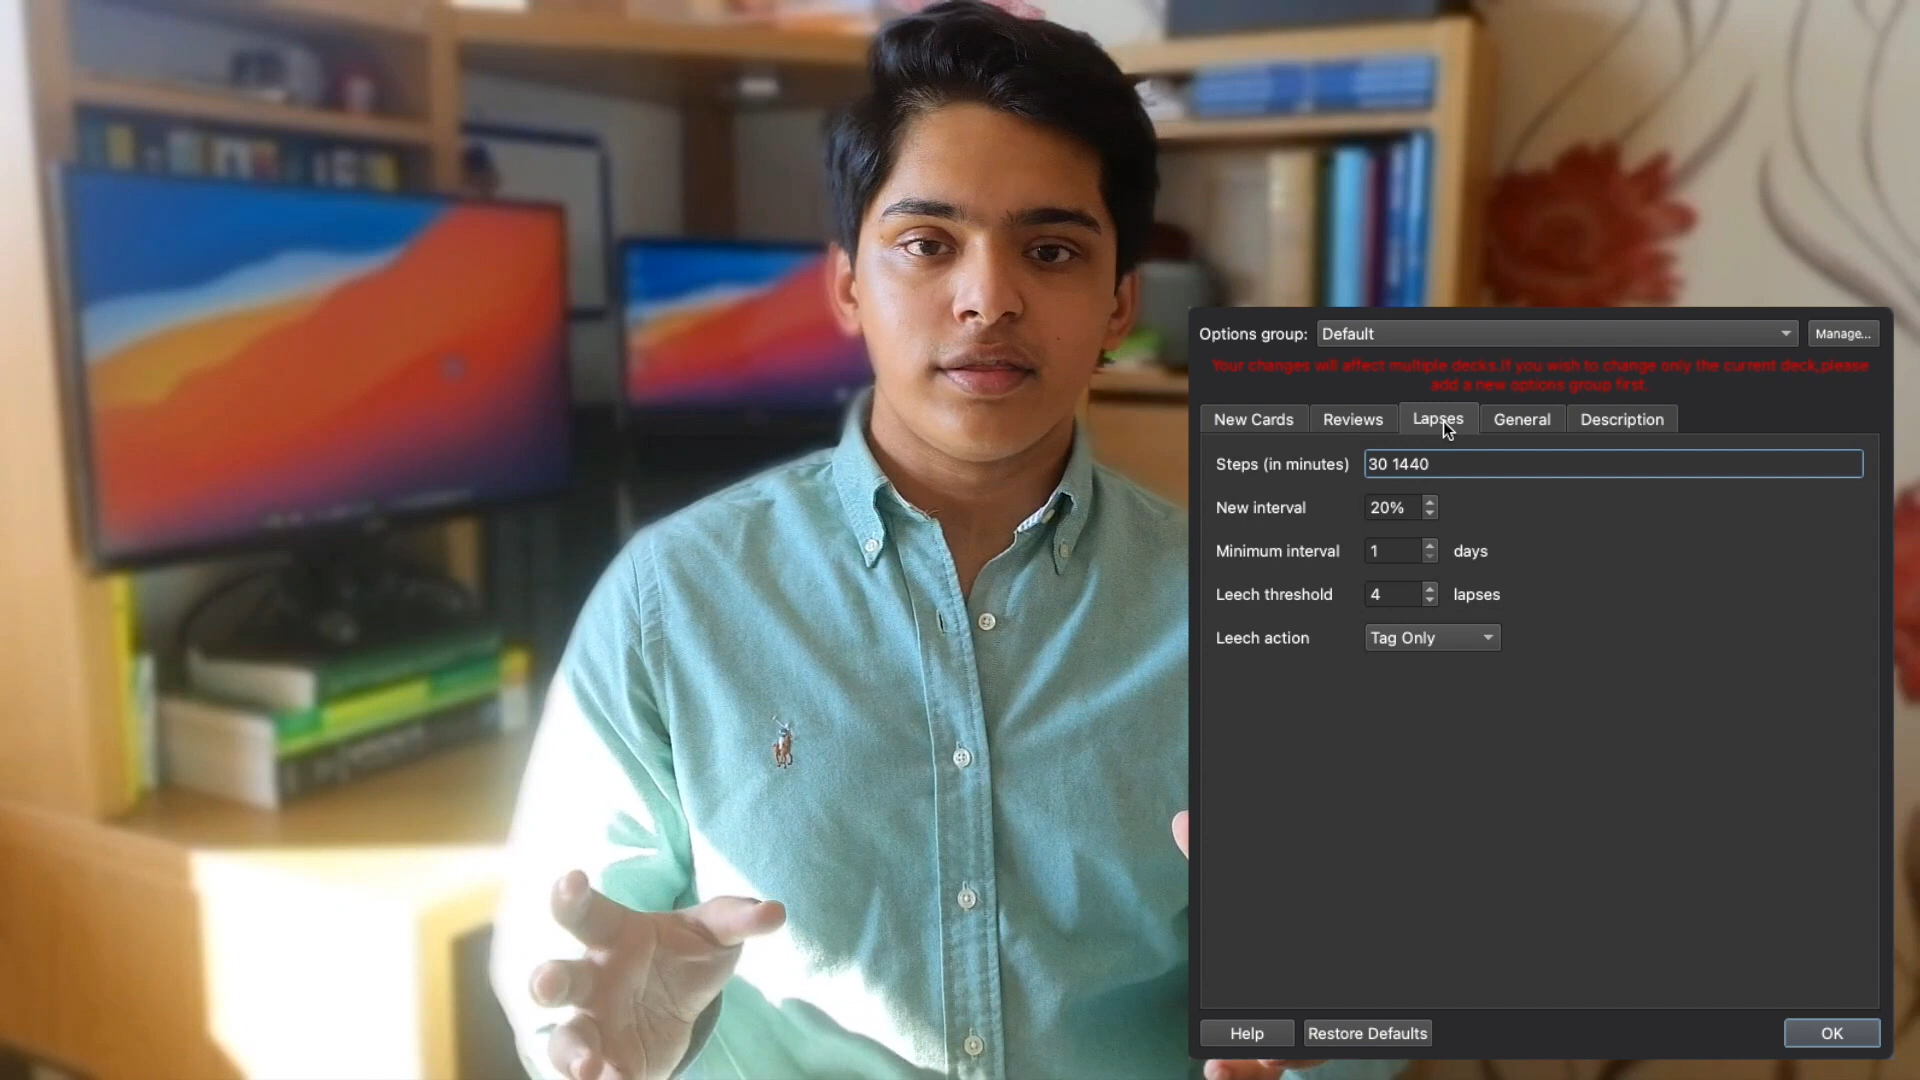 Options group: Default Manage...
Your changes will affect multiple decks.If you wish to change only the current deck,please
add a new options group first.
New Cards Reviews Lapses General Description
Steps (in minutes) 30 1440
New interval 20%
Minimum interval 1 days
Leech threshold 4 lapses
Leech action Tag Only
Help Restore Defaults OK